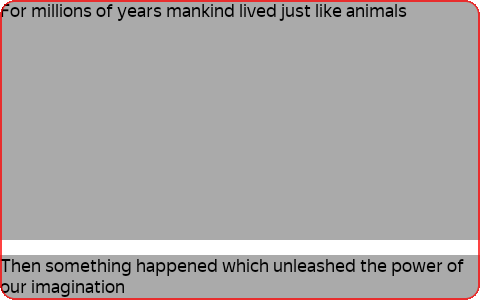 For millions of years mankind lived just like animals
Then something happened which unleashed the power of
our imagination